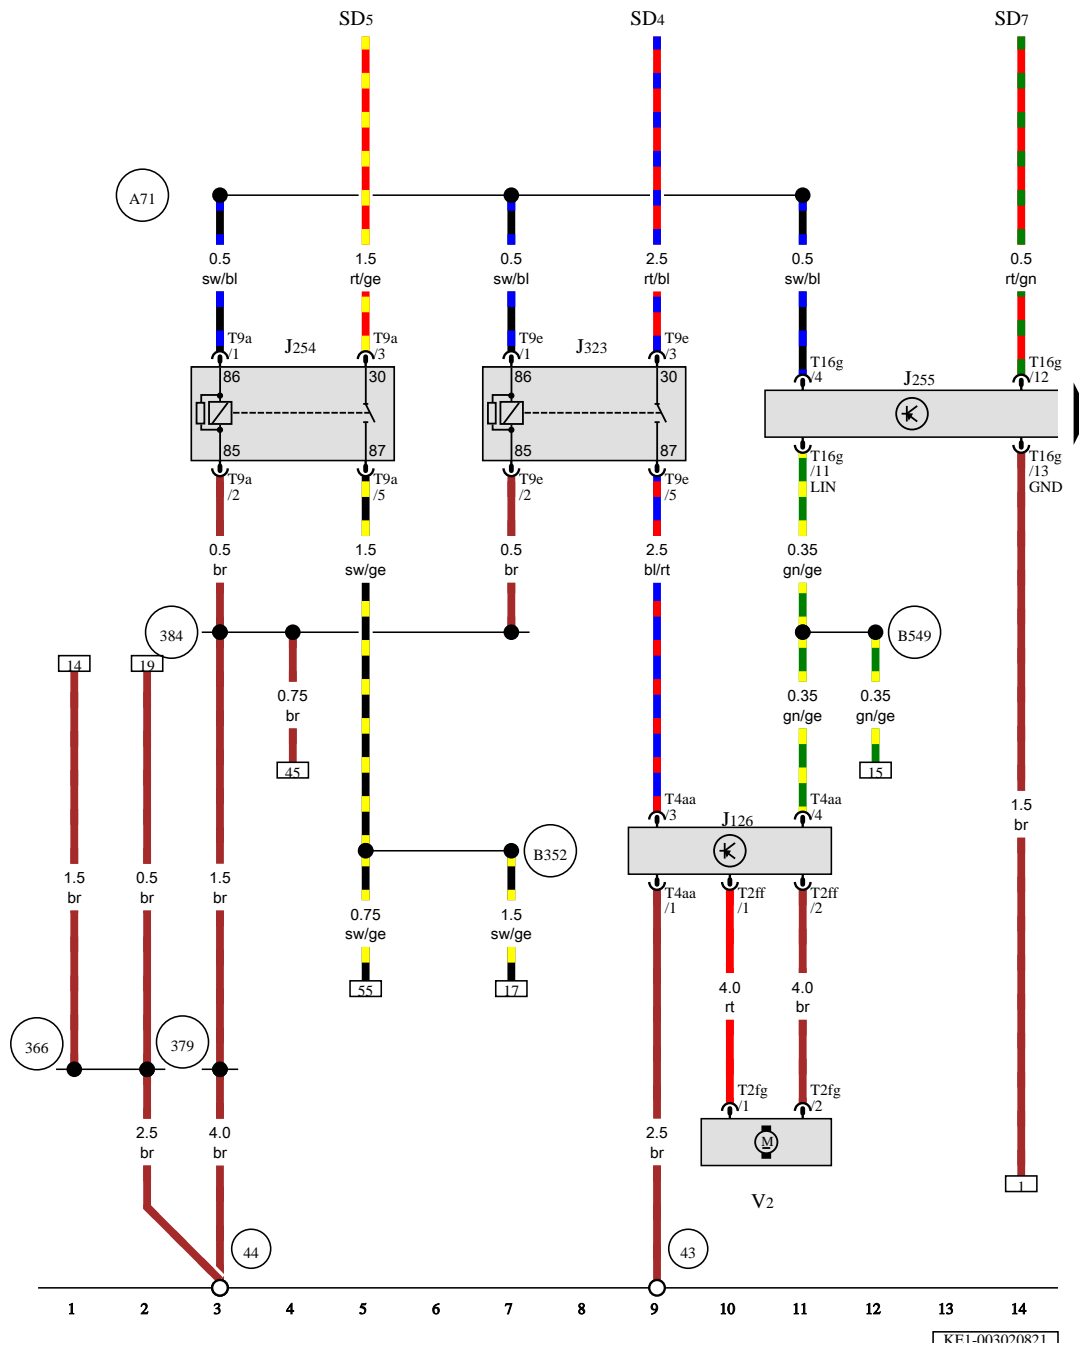 SD5
SD4
SD7
A71
0.5
sw/bl
1.5
rt/ge
0.5
sw/bl
2.5
rt/bl
0.5
sw/bl
0.5
rt/gn
T9a
/1
J254
T9a
/3
T9e
/1
J323
T9e
/3
T16g
/4
J255
T16g
/12
86
30
86
30
85
87
85
87
T9a
/2
T9a
/5
T9e
/2
T9e
/5
T16g
/11
LIN
T16g
/13
GND
0.5
br
1.5
sw/ge
0.5
br
2.5
bl/rt
0.35
gn/ge
384
B549
14
19
0.75
br
0.35
gn/ge
0.35
gn/ge
45
15
T4aa
/3
J126
T4aa
/4
1.5
br
B352
1.5
br
0.5
br
1.5
br
T4aa
/1
T2ff
/1
T2ff
/2
0.75
sw/ge
1.5
sw/ge
55
17
4.0
rt
4.0
br
366
379
T2fg
/1
T2fg
/2
2.5
br
4.0
br
M
2.5
br
V2
1
44
43
1 2 3 4 5 6 7 8 9 10 11 12 13 14
KE1-003020821